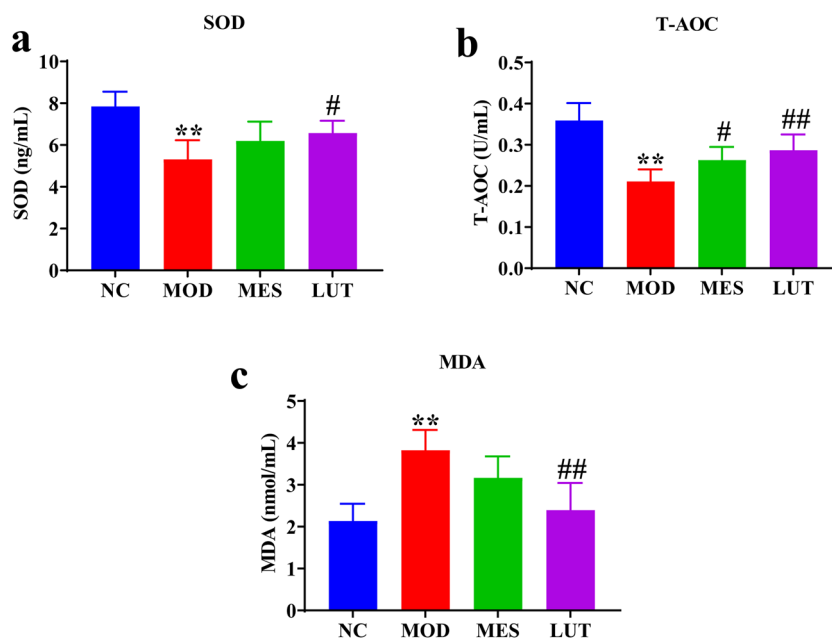 a
SOD
SOD (ng/mL)
10
8
6
4
2
0
**
#
NC MOD MES LUT
b
T-AOC
T-AOC (U/mL)
0.5
0.4
0.3
0.2
0.1
0.0
**
#
##
NC MOD MES LUT
c
MDA
MDA (nmol/mL)
5
4
3
2
1
0
**
##
NC MOD MES LUT